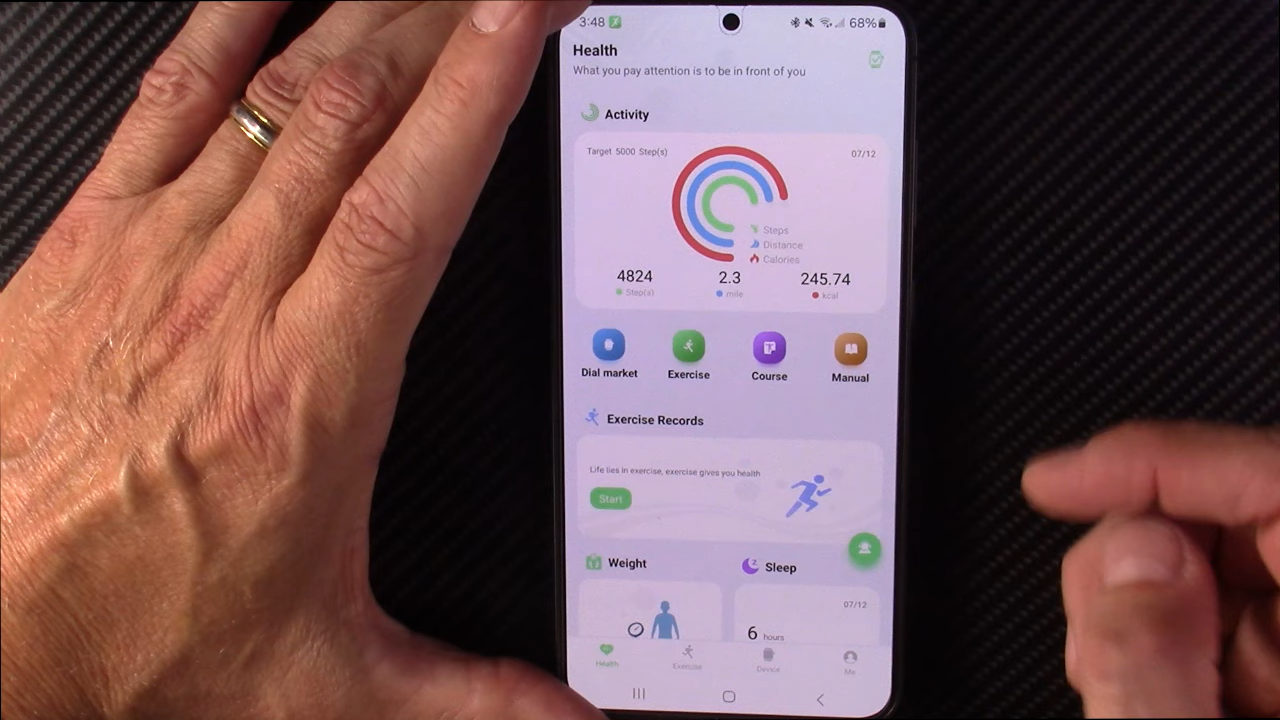 3:48
68%
Health
What you pay attention is to be in front of you
Activity
Target 5000 Step(s)
07/12
Steps
Distance
Calories
4824
2.3
245.74
Step(s)
mile
kcal
Dial market
Exercise
Course
Manual
Exercise Records
Life lies in exercise, exercise gives you health
Start
Weight
Sleep
07/12
6 hours
Health
Exercise
Device
Me